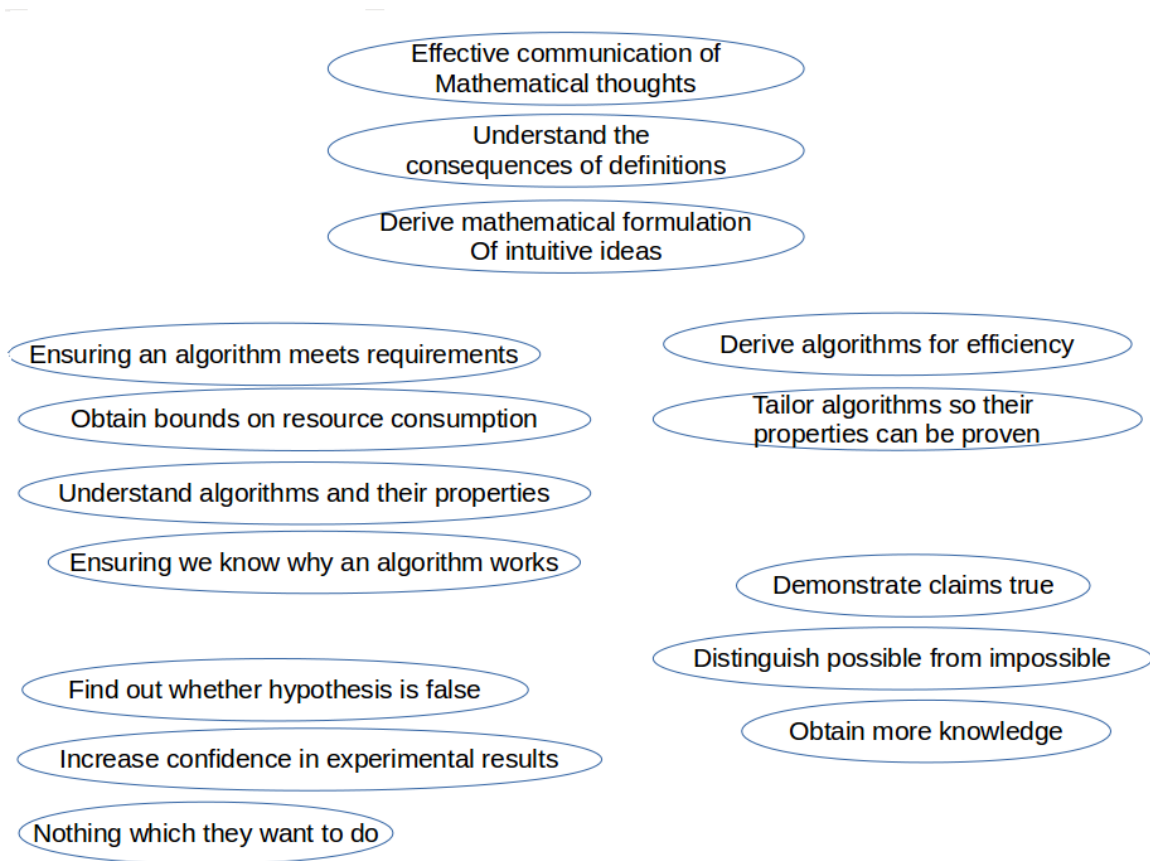 Effective communication of
Mathematical thoughts
Understand the
consequences of definitions
Derive mathematical formulation
Of intuitive ideas
Ensuring an algorithm meets requirements
Obtain bounds on resource consumption
Understand algorithms and their properties
Ensuring we know why an algorithm works
Derive algorithms for efficiency
Tailor algorithms so their
properties can be proven
Find out whether hypothesis is false
Increase confidence in experimental results
Nothing which they want to do
Demonstrate claims true
Distinguish possible from impossible
Obtain more knowledge